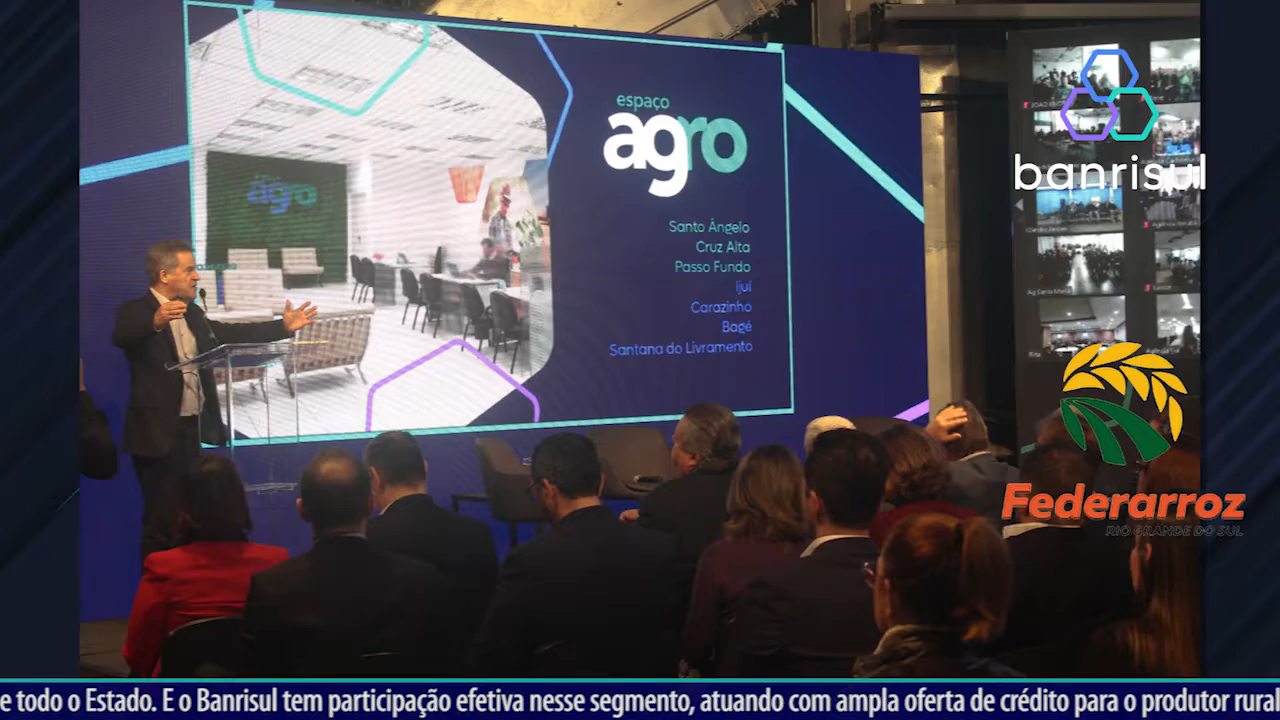 espaço
agro
agro
Santo Ângelo
Cruz Alta
Passo Fundo
Ijuí
Carazinho
Bagé
Santana do Livramento
banrisul
Federarroz
RIO GRANDE DO SUL
e todo o Estado. E o Banrisul tem participação efetiva nesse segmento, atuando com ampla oferta de crédito para o produtor rural